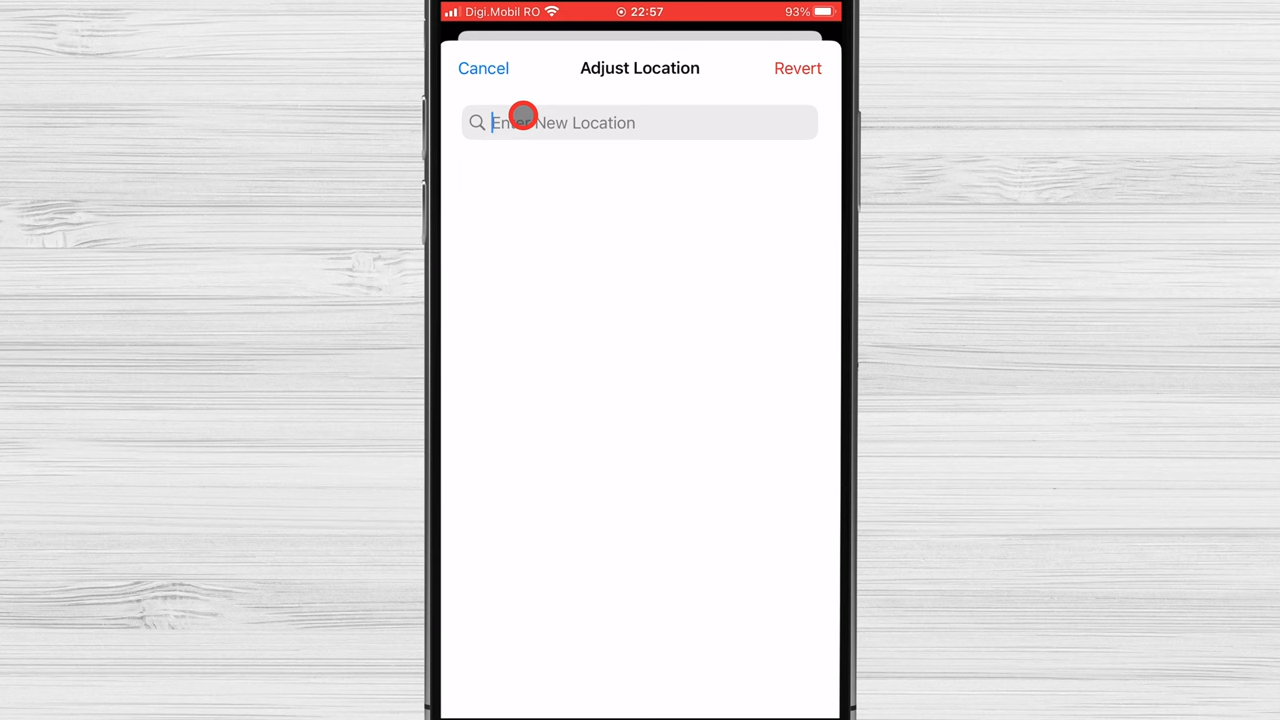 Digi.Mobil RO 22:57 93%
Cancel Adjust Location Revert
Enter New Location